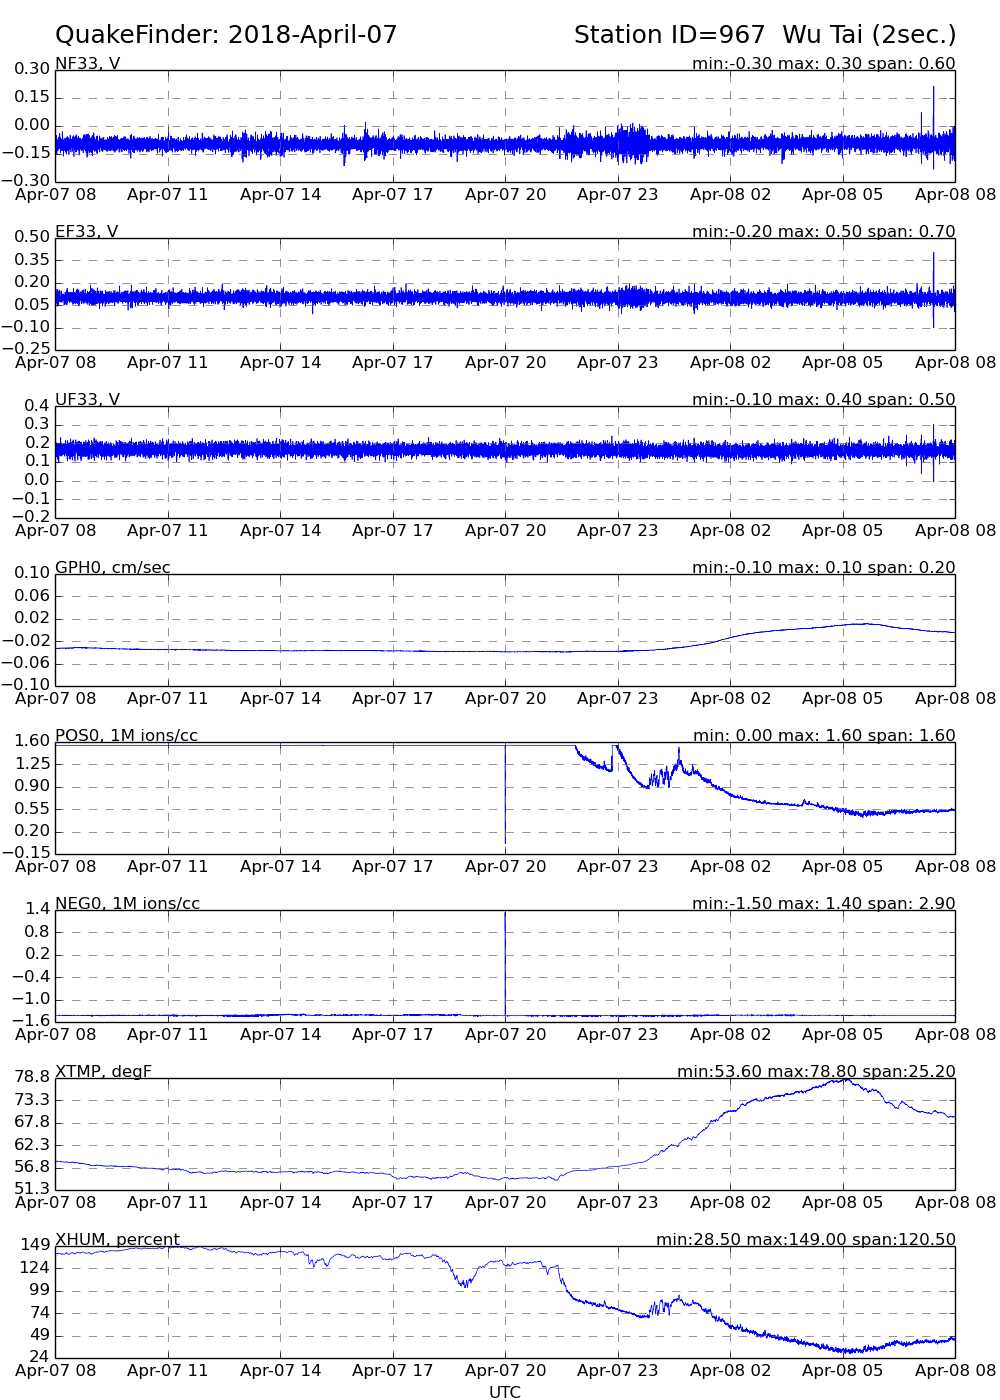 QuakeFinder: 2018-April-07 Station ID=967 Wu Tai (2sec.)
NF33, V min:-0.30 max: 0.30 span: 0.60
0.30
0.15
0.00
−0.15
−0.30
Apr-07 08 Apr-07 11 Apr-07 14 Apr-07 17 Apr-07 20 Apr-07 23 Apr-08 02 Apr-08 05 Apr-08 08
EF33, V min:-0.20 max: 0.50 span: 0.70
0.50
0.35
0.20
0.05
−0.10
−0.25
Apr-07 08 Apr-07 11 Apr-07 14 Apr-07 17 Apr-07 20 Apr-07 23 Apr-08 02 Apr-08 05 Apr-08 08
UF33, V min:-0.10 max: 0.40 span: 0.50
0.4
0.3
0.2
0.1
0.0
−0.1
−0.2
Apr-07 08 Apr-07 11 Apr-07 14 Apr-07 17 Apr-07 20 Apr-07 23 Apr-08 02 Apr-08 05 Apr-08 08
GPH0, cm/sec min:-0.10 max: 0.10 span: 0.20
0.10
0.06
0.02
−0.02
−0.06
−0.10
Apr-07 08 Apr-07 11 Apr-07 14 Apr-07 17 Apr-07 20 Apr-07 23 Apr-08 02 Apr-08 05 Apr-08 08
POS0, 1M ions/cc min: 0.00 max: 1.60 span: 1.60
1.60
1.25
0.90
0.55
0.20
−0.15
Apr-07 08 Apr-07 11 Apr-07 14 Apr-07 17 Apr-07 20 Apr-07 23 Apr-08 02 Apr-08 05 Apr-08 08
NEG0, 1M ions/cc min:-1.50 max: 1.40 span: 2.90
1.4
0.8
0.2
−0.4
−1.0
−1.6
Apr-07 08 Apr-07 11 Apr-07 14 Apr-07 17 Apr-07 20 Apr-07 23 Apr-08 02 Apr-08 05 Apr-08 08
XTMP, degF min:53.60 max:78.80 span:25.20
78.8
73.3
67.8
62.3
56.8
51.3
Apr-07 08 Apr-07 11 Apr-07 14 Apr-07 17 Apr-07 20 Apr-07 23 Apr-08 02 Apr-08 05 Apr-08 08
XHUM, percent min:28.50 max:149.00 span:120.50
149
124
99
74
49
24
Apr-07 08 Apr-07 11 Apr-07 14 Apr-07 17 Apr-07 20 Apr-07 23 Apr-08 02 Apr-08 05 Apr-08 08
UTC